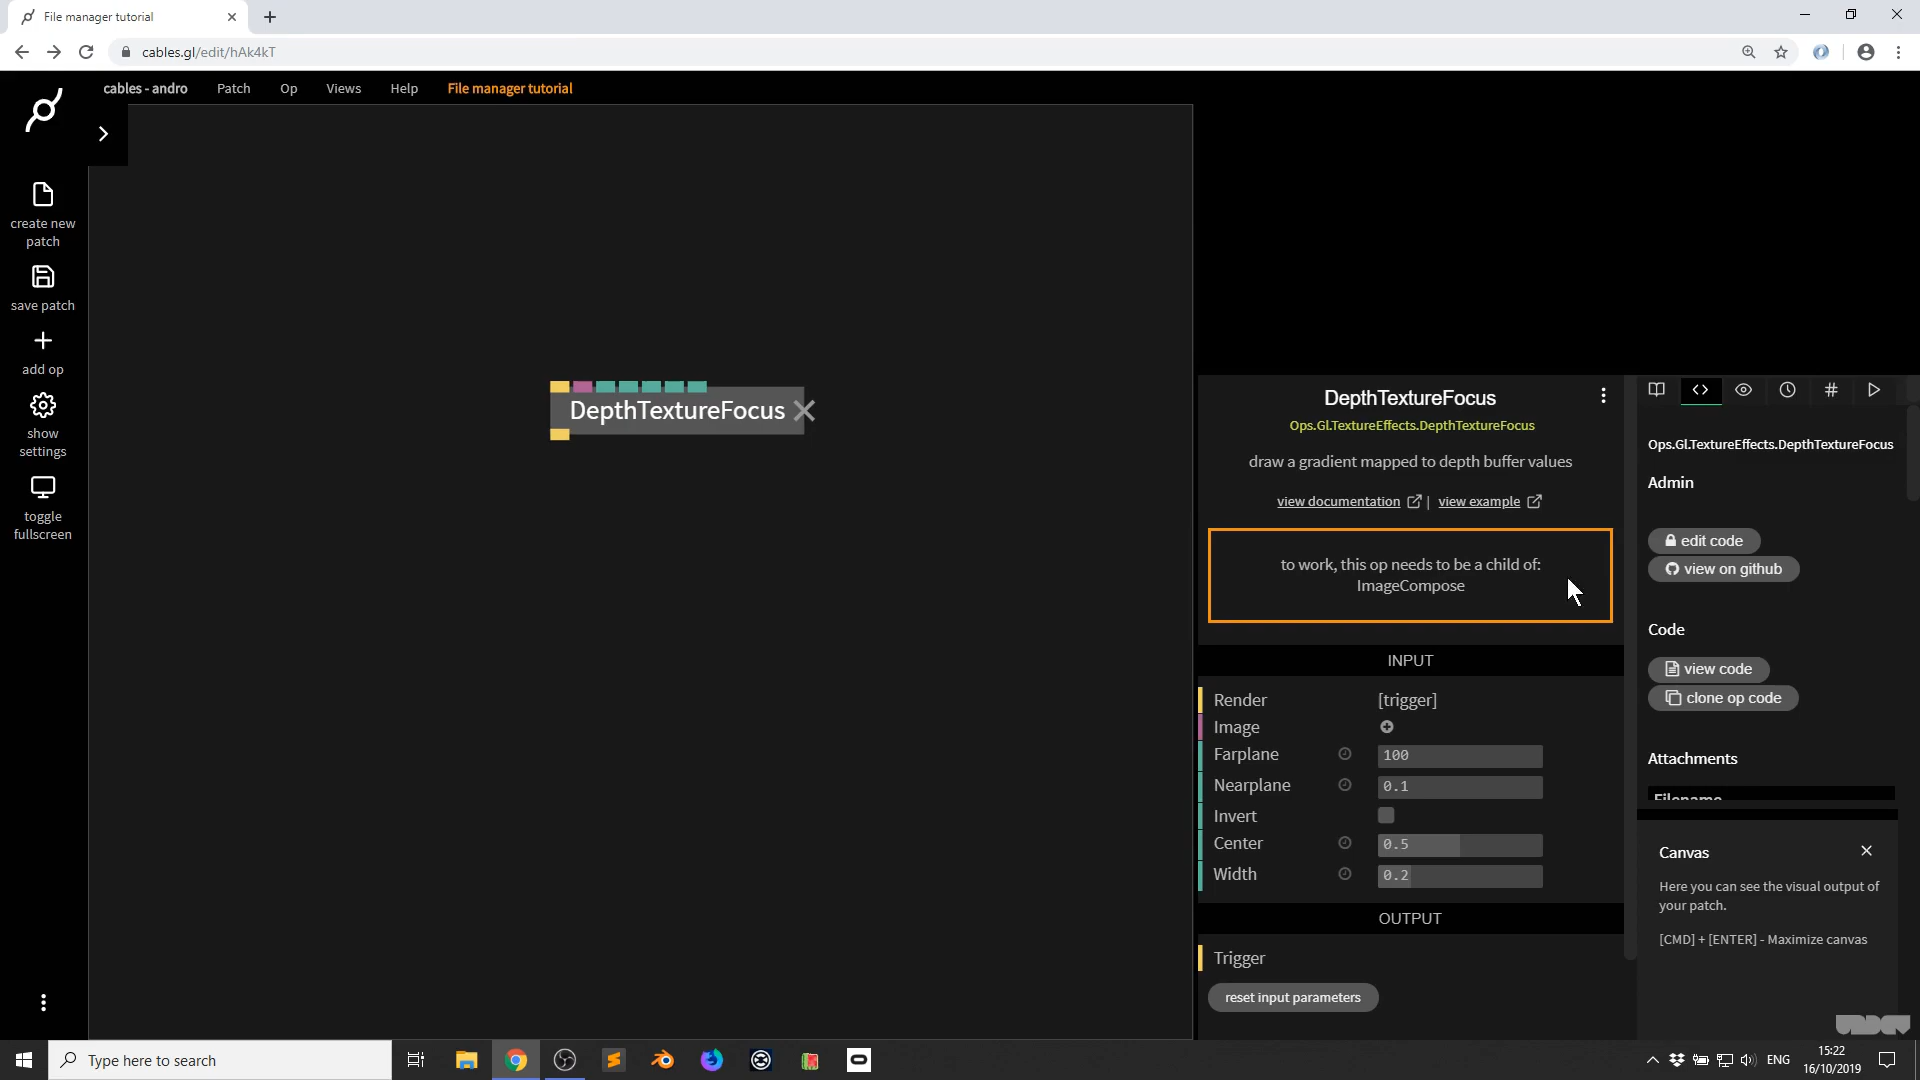 File manager tutorial
cables.gl/edit/hAk4kT
cables - andro Patch Op Views Help File manager tutorial
create new
patch
save patch
add op
show
settings
toggle
fullscreen
DepthTextureFocus
DepthTextureFocus
Ops.Gl.TextureEffects.DepthTextureFocus
draw a gradient mapped to depth buffer values
view documentation | view example
to work, this op needs to be a child of:
ImageCompose
INPUT
Render [trigger]
Image
Farplane 100
Nearplane 0.1
Invert
Center 0.5
Width 0.2
OUTPUT
Trigger
reset input parameters
Ops.Gl.TextureEffects.DepthTextureFocus
Admin
edit code
view on github
Code
view code
clone op code
Attachments
Filename
Canvas
Here you can see the visual output of
your patch.
[CMD] + [ENTER] - Maximize canvas
UNDEV
Type here to search
ENG
15:22
16/10/2019